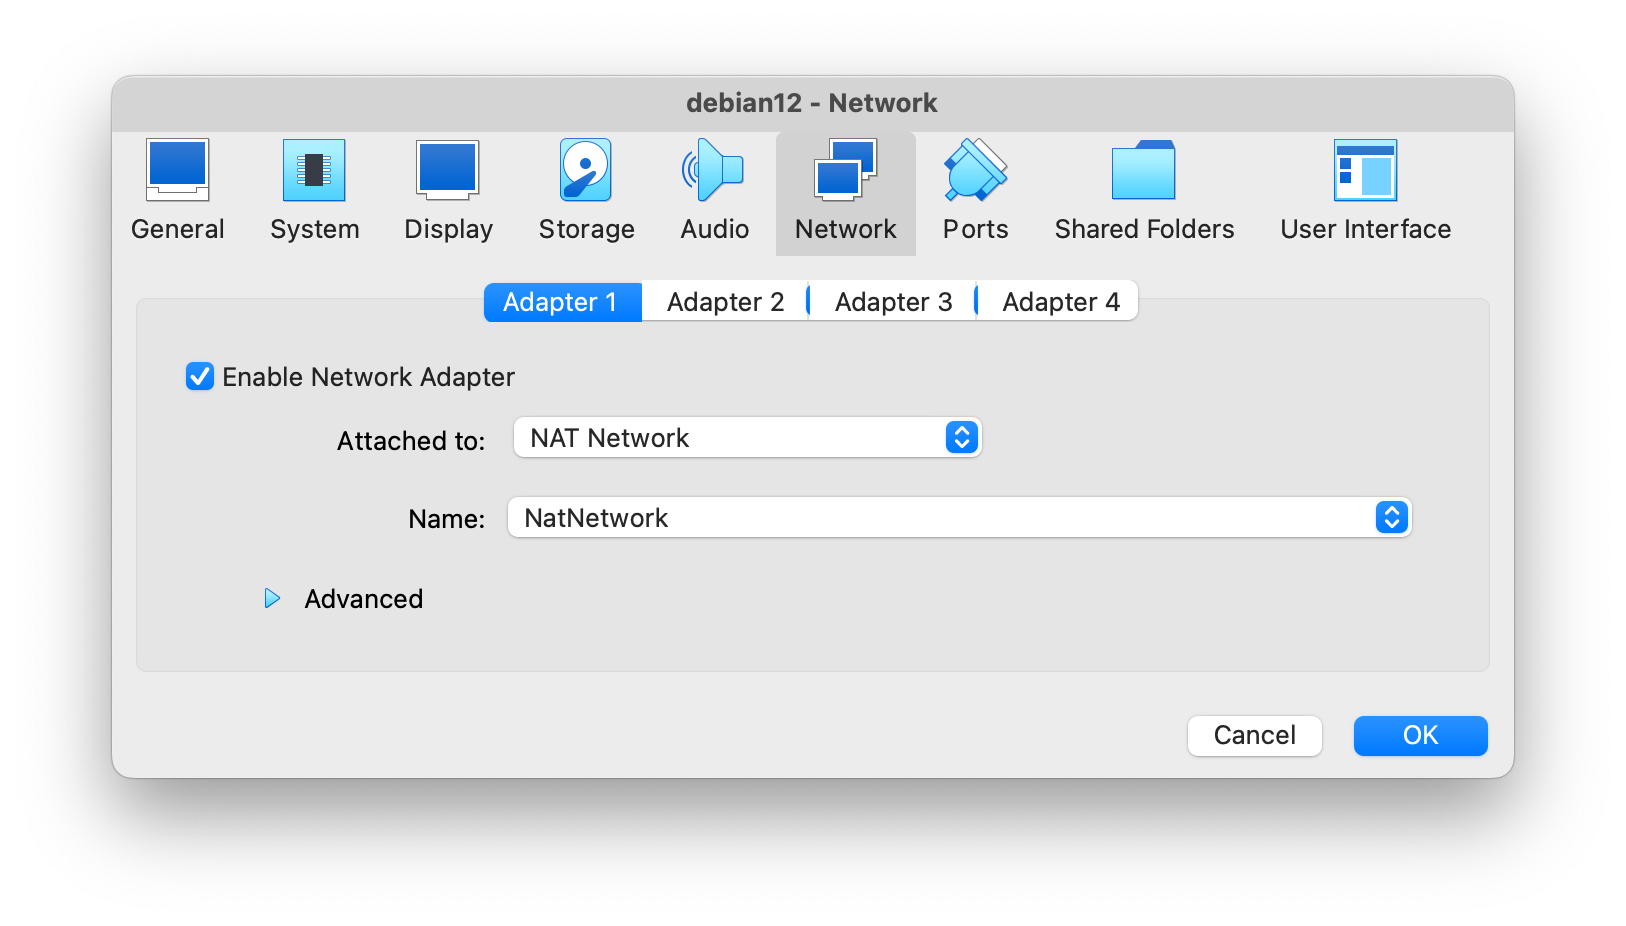 debian12 - Network
General System Display Storage Audio Network Ports Shared Folders User Interface
Adapter 1 Adapter 2 Adapter 3 Adapter 4
Enable Network Adapter
Attached to: NAT Network
Name: NatNetwork
Advanced
Cancel OK